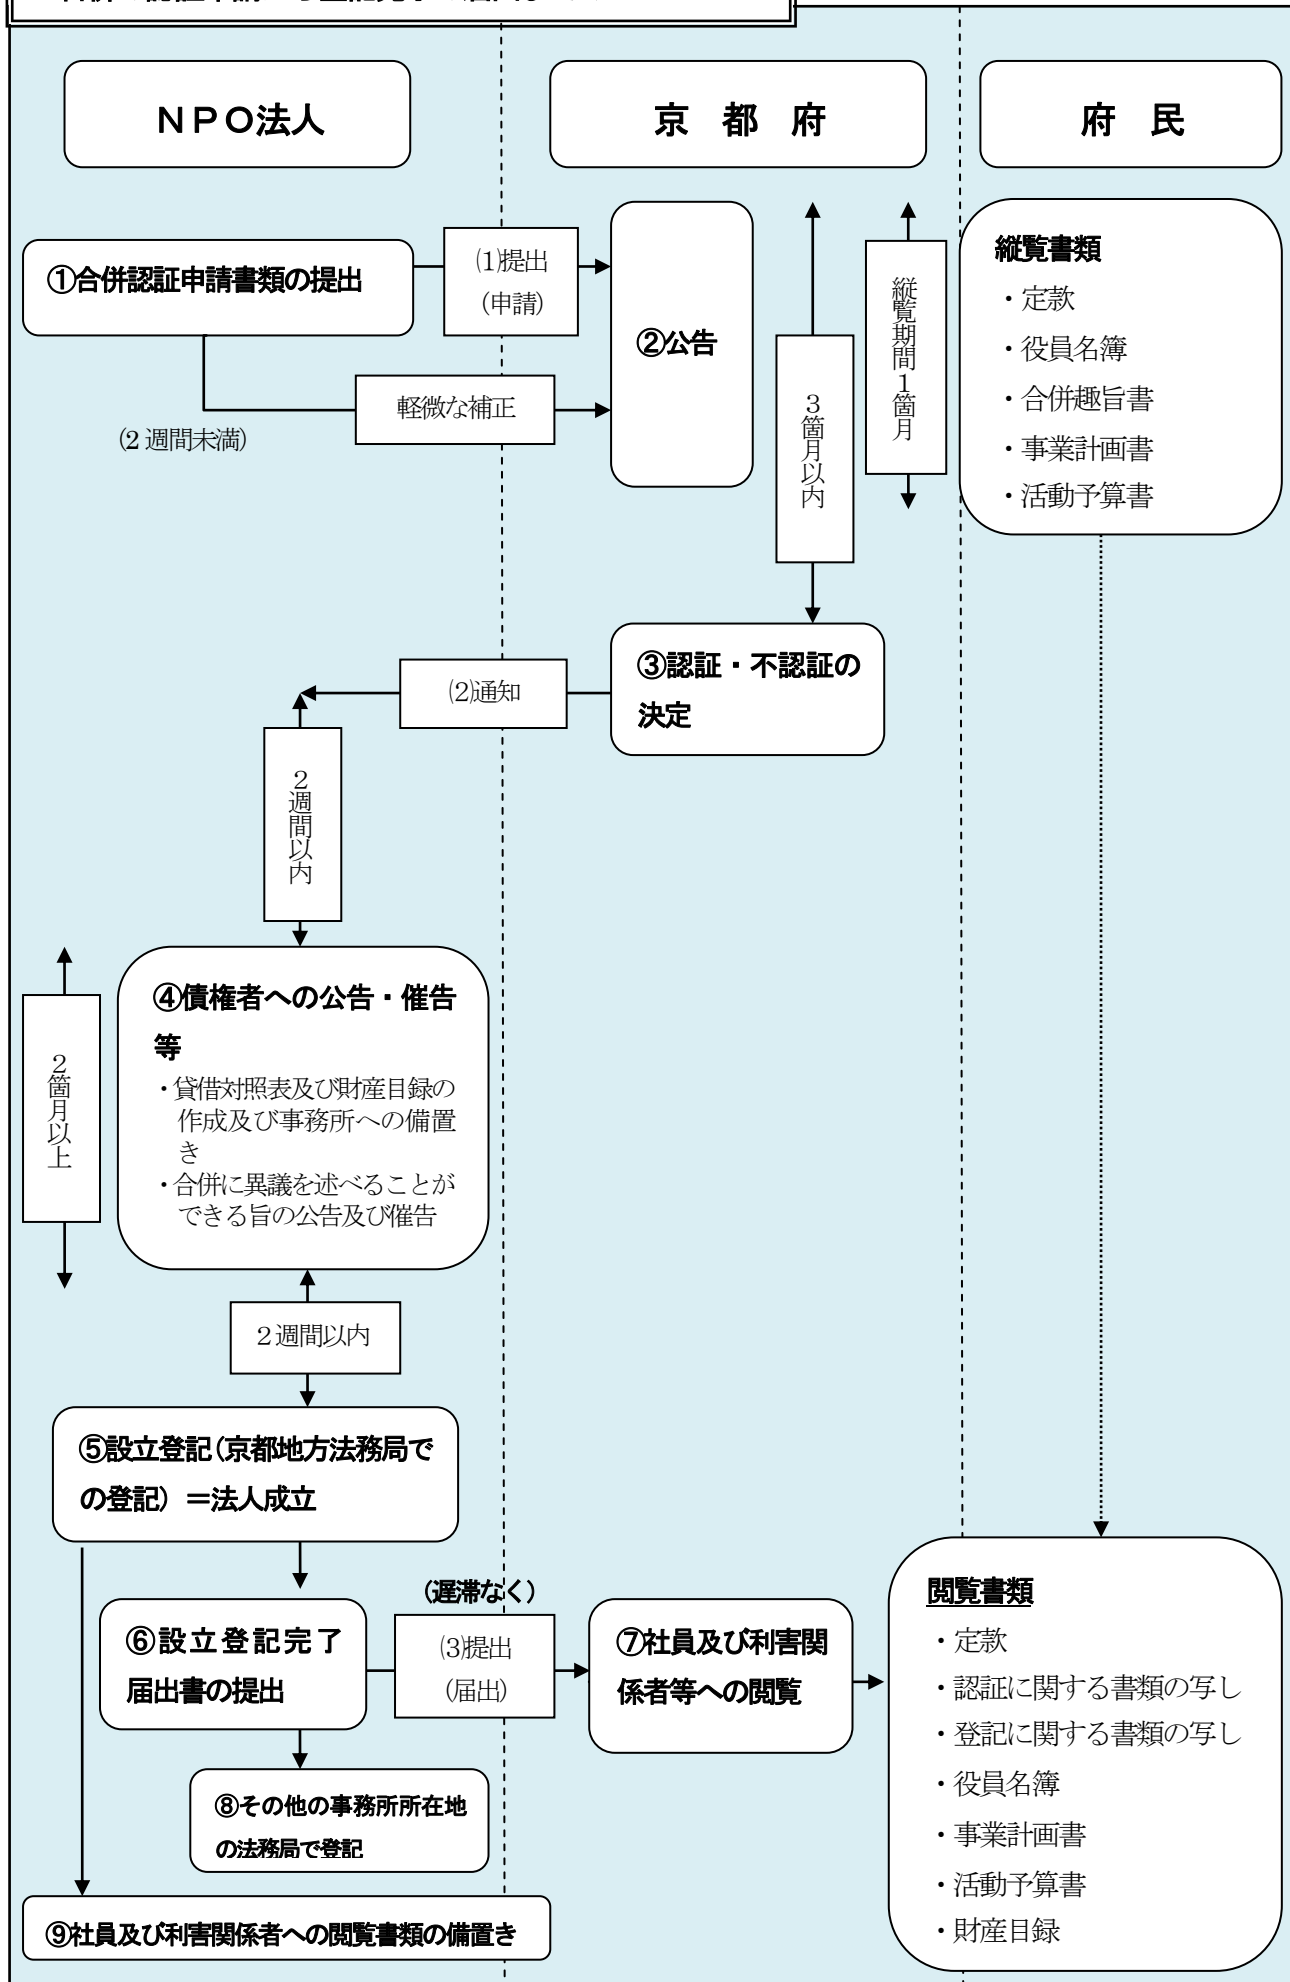 ＮＰＯ法人
京　都　府
府　民
①合併認証申請書類の提出
⑴提出
（申請）
②公告
軽微な補正
（２週間未満）
３箇月以内
縦覧期間１箇月
縦覧書類
・定款
・役員名簿
・合併趣旨書
・事業計画書
・活動予算書
③認証・不認証の
決定
⑵通知
２週間以内
２箇月以上
④債権者への公告・催告
等
・貸借対照表及び財産目録の
作成及び事務所への備置
き
・合併に異議を述べることが
できる旨の公告及び催告
２週間以内
⑤設立登記（京都地方法務局で
の登記）＝法人成立
（遅滞なく）
⑥設立登記完了
届出書の提出
⑶提出
（届出）
⑦社員及び利害関
係者等への閲覧
⑧その他の事務所所在地
の法務局で登記
⑨社員及び利害関係者への閲覧書類の備置き
閲覧書類
・定款
・認証に関する書類の写し
・登記に関する書類の写し
・役員名簿
・事業計画書
・活動予算書
・財産目録